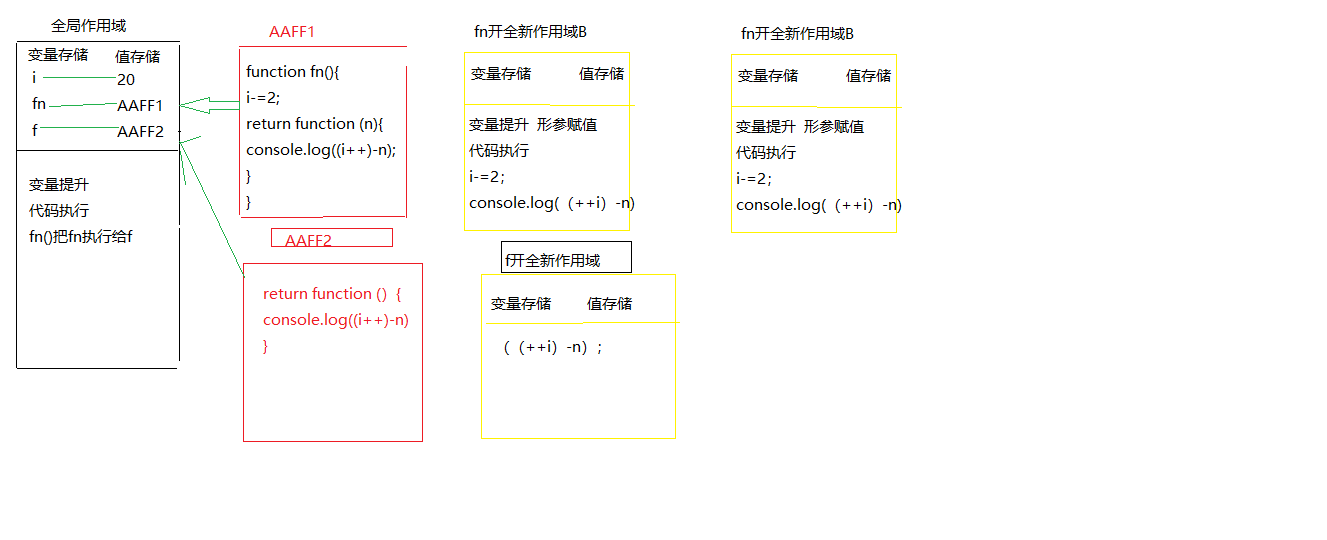 全局作用域
变量存储 值存储
i 20
fn AAFF1
f AAFF2
变量提升
代码执行
fn()把fn执行给f
AAFF1
function fn(){
i-=2;
return function (n){
console.log((i++)-n);
}
}
AAFF2
return function () {
console.log((i++)-n)
}
fn开全新作用域B
变量存储 值存储
变量提升 形参赋值
代码执行
i-=2;
console.log(（++i）-n)
f开全新作用域
变量存储 值存储
（（++i）-n）;
fn开全新作用域B
变量存储 值存储
变量提升 形参赋值
代码执行
i-=2;
console.log(（++i）-n)